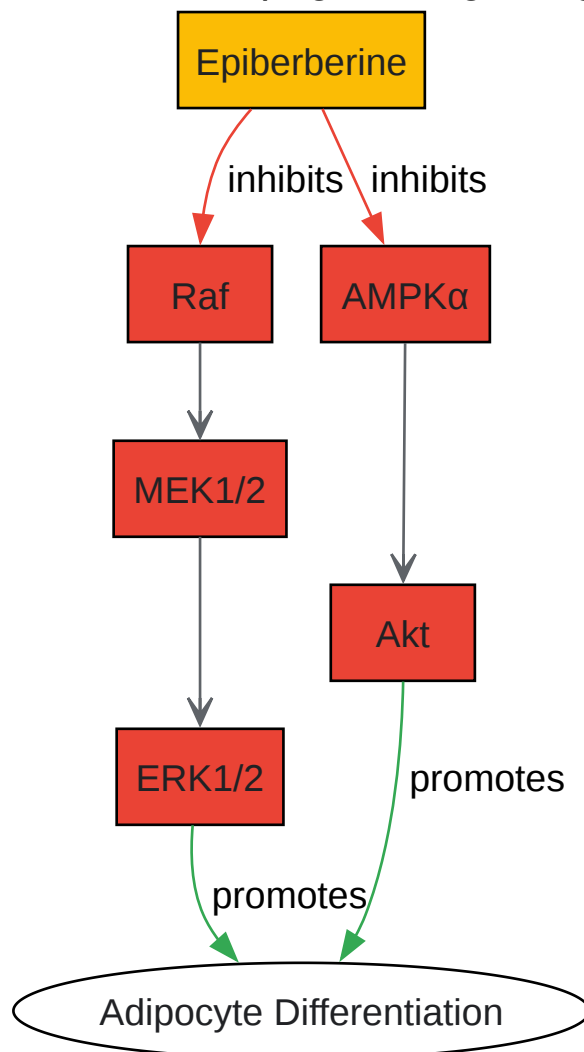 Epiberberine
inhibits inhibits
Raf AMPKα
MEK1/2
Akt
ERK1/2
promotes
promotes
Adipocyte Differentiation